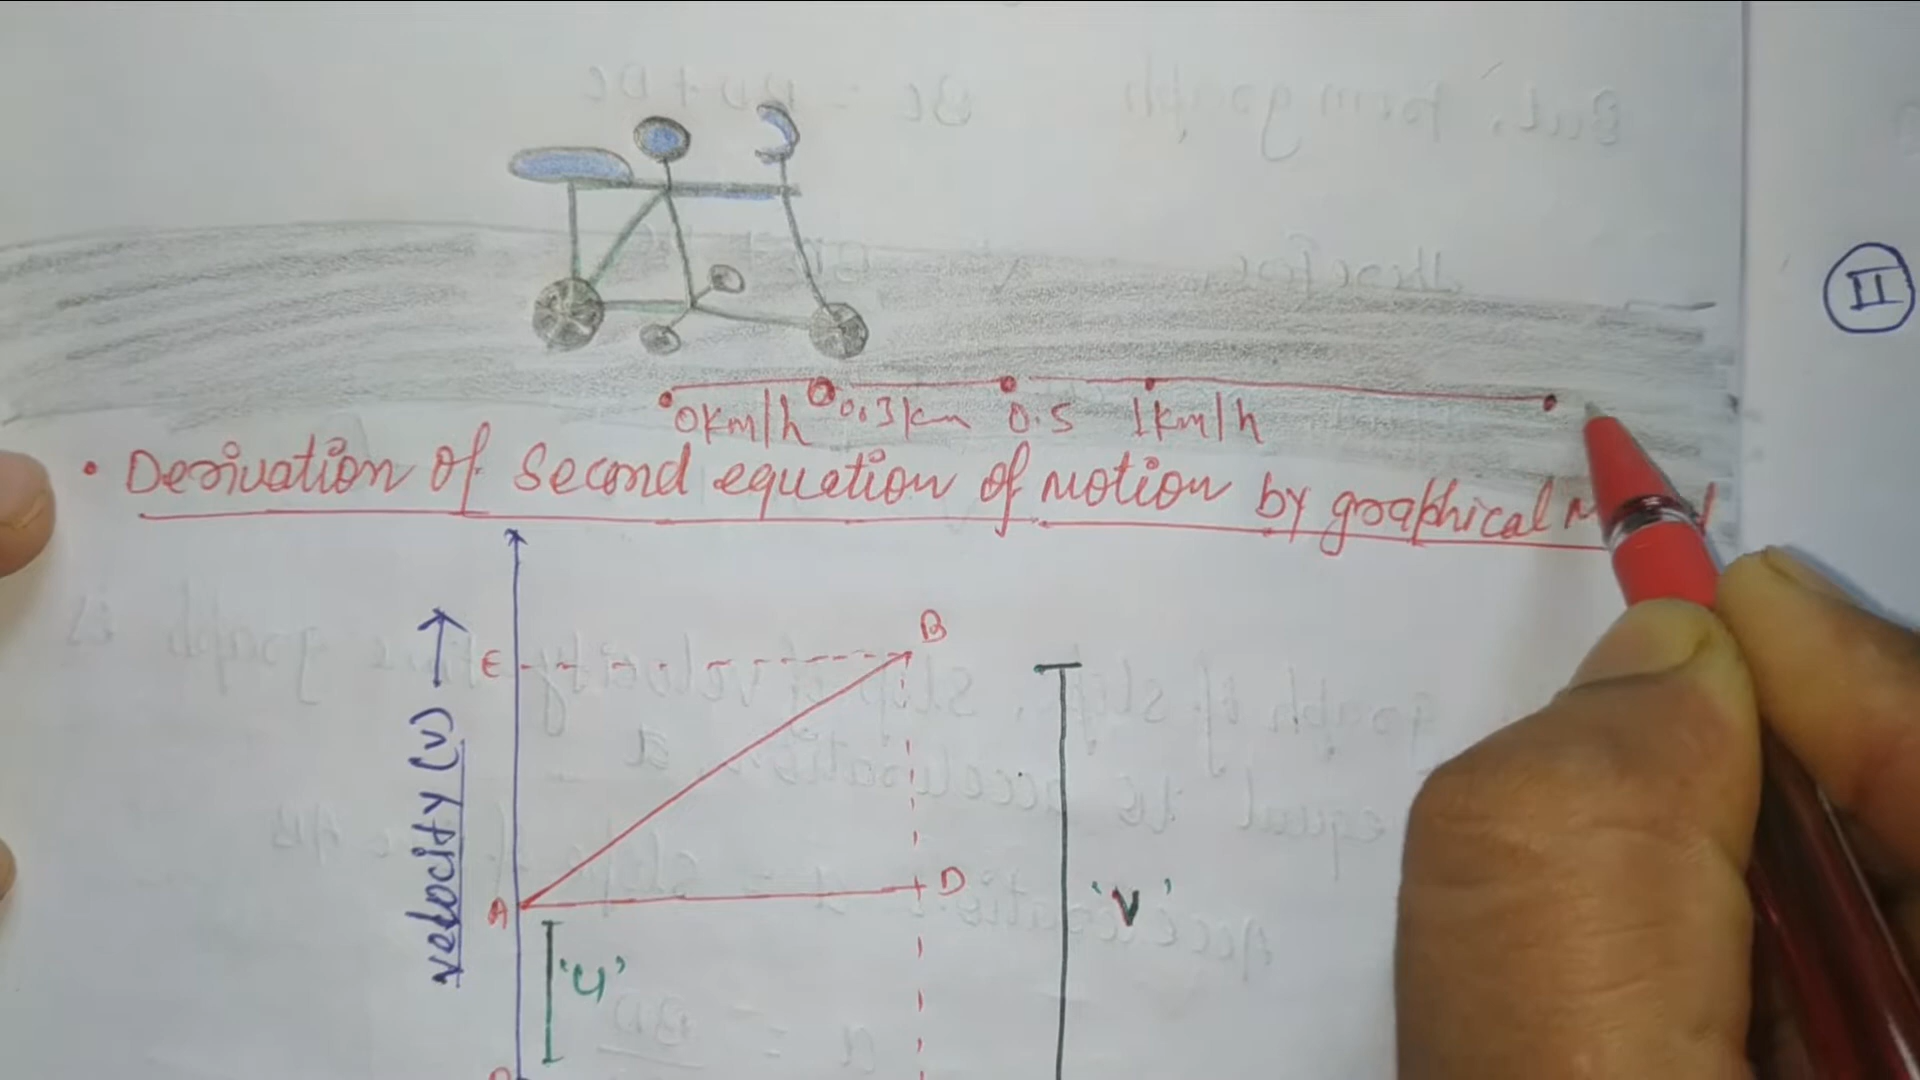 II
0km/h 0.3km 0.5 1km/h
• Derivation of Second equation of motion by graphical
B
E
Velocity (v) →
D
A
'v'
'u'